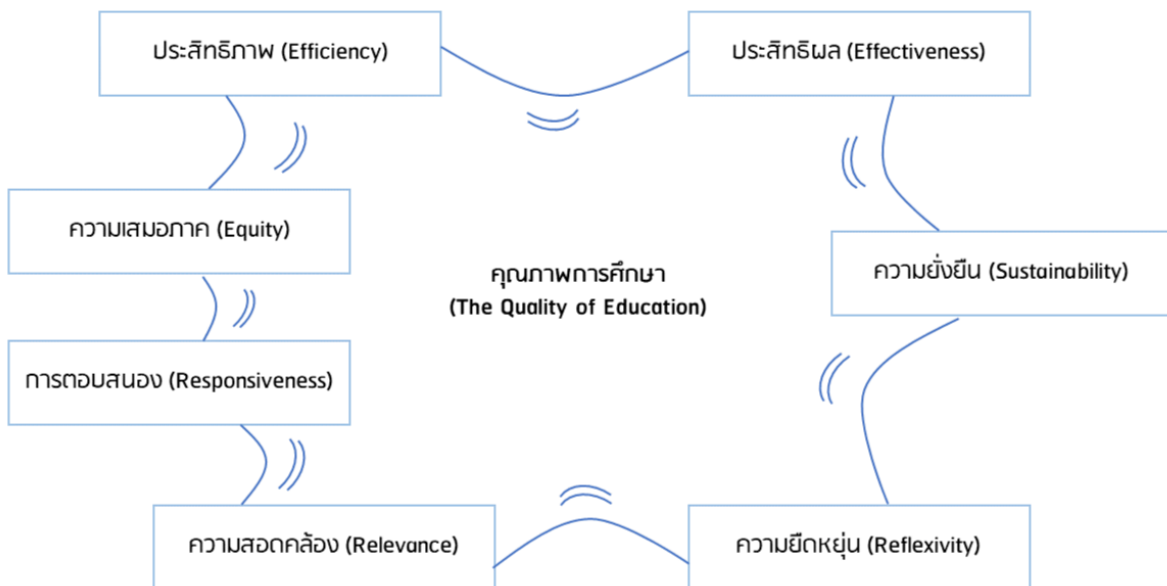 ประสิทธิภาพ (Efficiency)
ประสิทธิผล (Effectiveness)
ความเสมอภาค (Equity)
ความยั่งยืน (Sustainability)
คุณภาพการศึกษา
(The Quality of Education)
การตอบสนอง (Responsiveness)
ความสอดคล้อง (Relevance)
ความยืดหยุ่น (Reflexivity)